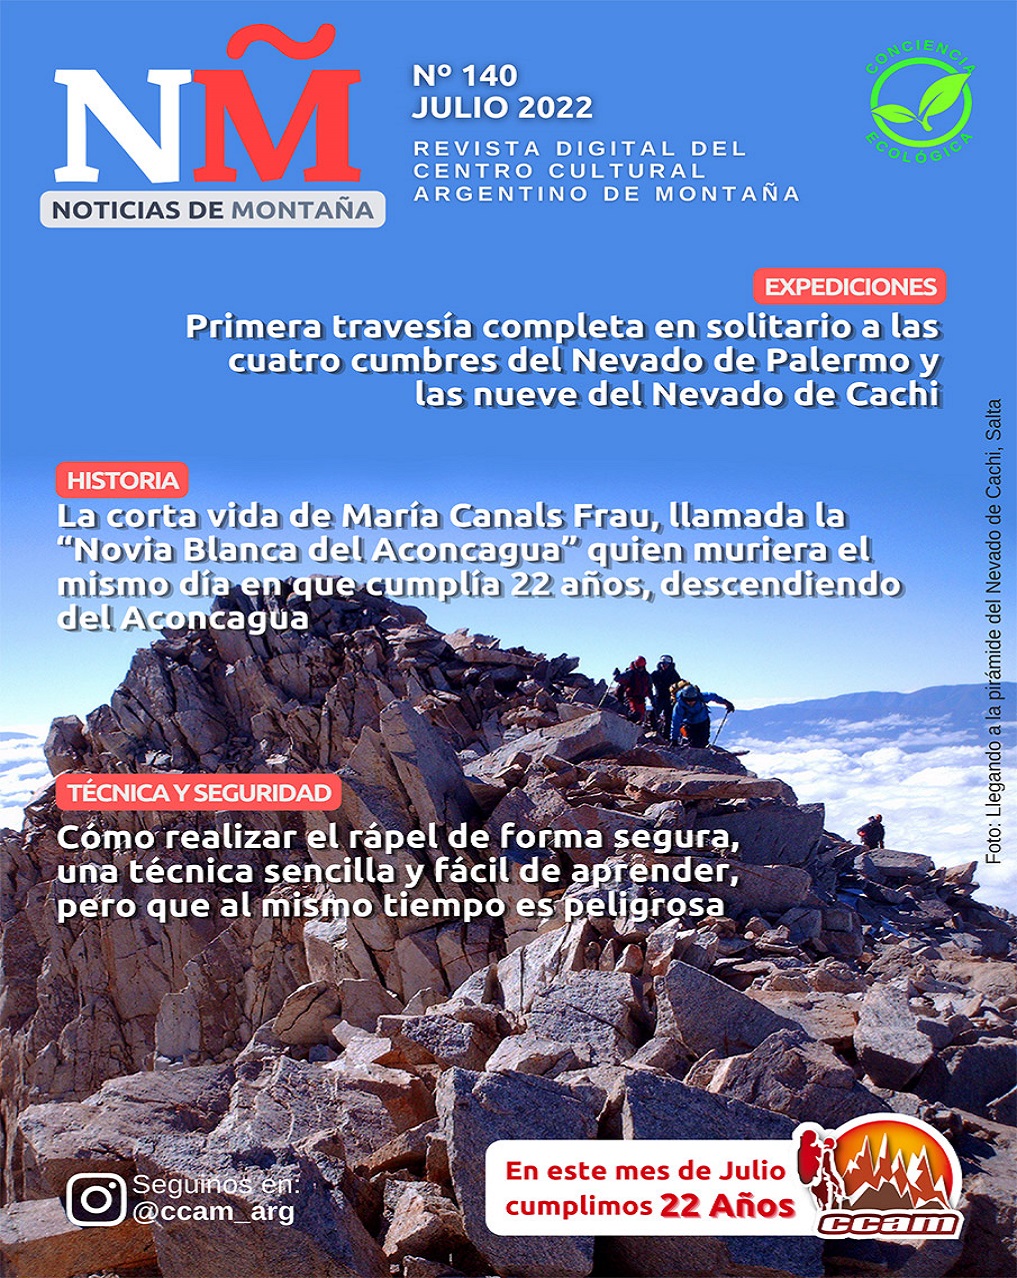 NM̃
NOTICIAS DE MONTAÑA
Nº 140
JULIO 2022
REVISTA DIGITAL DEL
CENTRO CULTURAL
ARGENTINO DE MONTAÑA
CONCIENCIA
ECOLÓGICA
EXPEDICIONES
Primera travesía completa en solitario a las
cuatro cumbres del Nevado de Palermo y
las nueve del Nevado de Cachi
HISTORIA
La corta vida de María Canals Frau, llamada la
“Novia Blanca del Aconcagua” quien muriera el
mismo día en que cumplía 22 años, descendiendo
del Aconcagua
Foto: Llegando a la pirámide del Nevado de Cachi, Salta
TÉCNICA Y SEGURIDAD
Cómo realizar el rápel de forma segura,
una técnica sencilla y fácil de aprender,
pero que al mismo tiempo es peligrosa
Seguinos en:
@ccam_arg
En este mes de Julio
cumplimos 22 Años
ccam